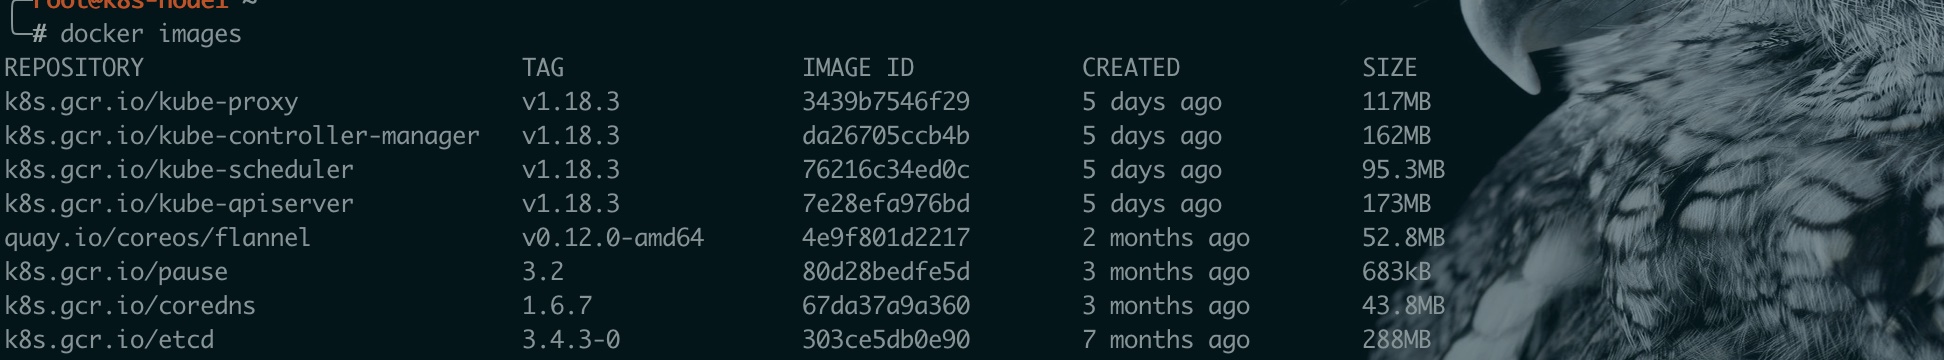 root@k8s-node1 ~
# docker images
REPOSITORY TAG IMAGE ID CREATED SIZE
k8s.gcr.io/kube-proxy v1.18.3 3439b7546f29 5 days ago 117MB
k8s.gcr.io/kube-controller-manager v1.18.3 da26705ccb4b 5 days ago 162MB
k8s.gcr.io/kube-scheduler v1.18.3 76216c34ed0c 5 days ago 95.3MB
k8s.gcr.io/kube-apiserver v1.18.3 7e28efa976bd 5 days ago 173MB
quay.io/coreos/flannel v0.12.0-amd64 4e9f801d2217 2 months ago 52.8MB
k8s.gcr.io/pause 3.2 80d28bedfe5d 3 months ago 683kB
k8s.gcr.io/coredns 1.6.7 67da37a9a360 3 months ago 43.8MB
k8s.gcr.io/etcd 3.4.3-0 303ce5db0e90 7 months ago 288MB